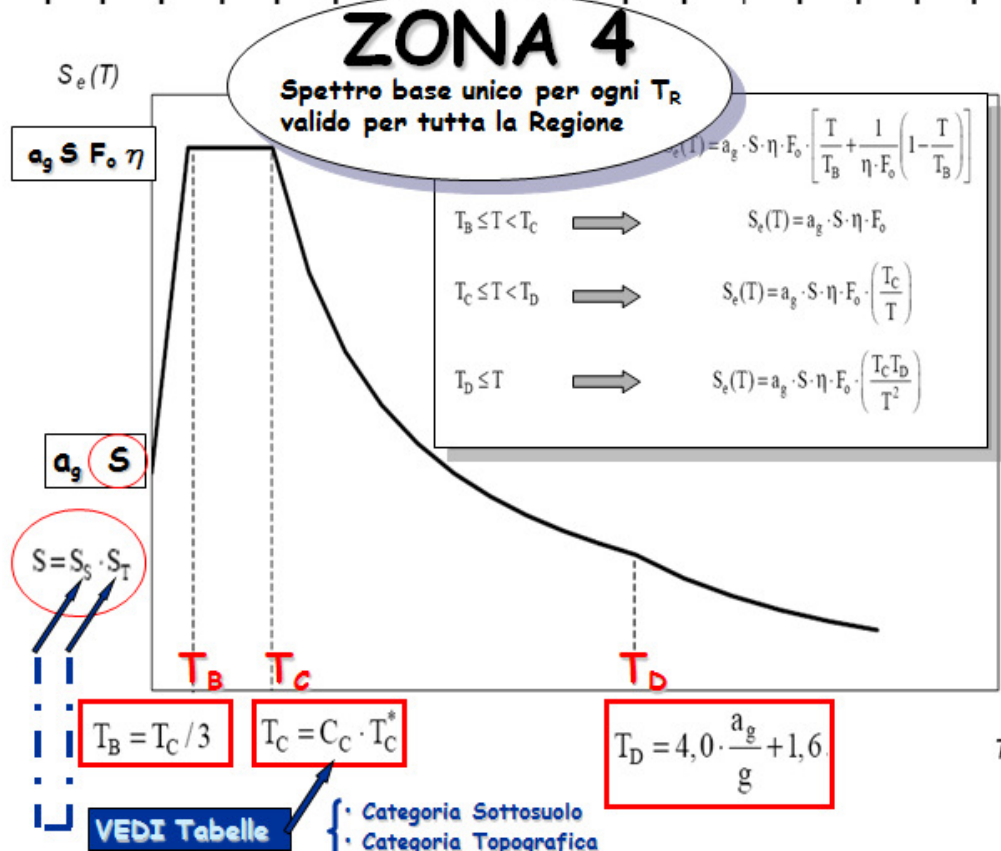 ZONA 4
Spettro base unico per ogni T_R
valido per tutta la Regione
S_e(T)
a_g S F_o η
S_e(T) = a_g · S · η · F_o · [T/T_B + 1/(η · F_o) (1 − T/T_B)]
T_B ≤ T < T_C
S_e(T) = a_g · S · η · F_o
T_C ≤ T < T_D
S_e(T) = a_g · S · η · F_o · (T_C/T)
T_D ≤ T
S_e(T) = a_g · S · η · F_o · (T_C T_D/T²)
a_g S
S = S_S · S_T
T_B
T_C
T_D
T_B = T_C / 3
T_C = C_C · T_C^*
T_D = 4,0 · a_g/g + 1,6
VEDI Tabelle
· Categoria Sottosuolo
· Categoria Topografica